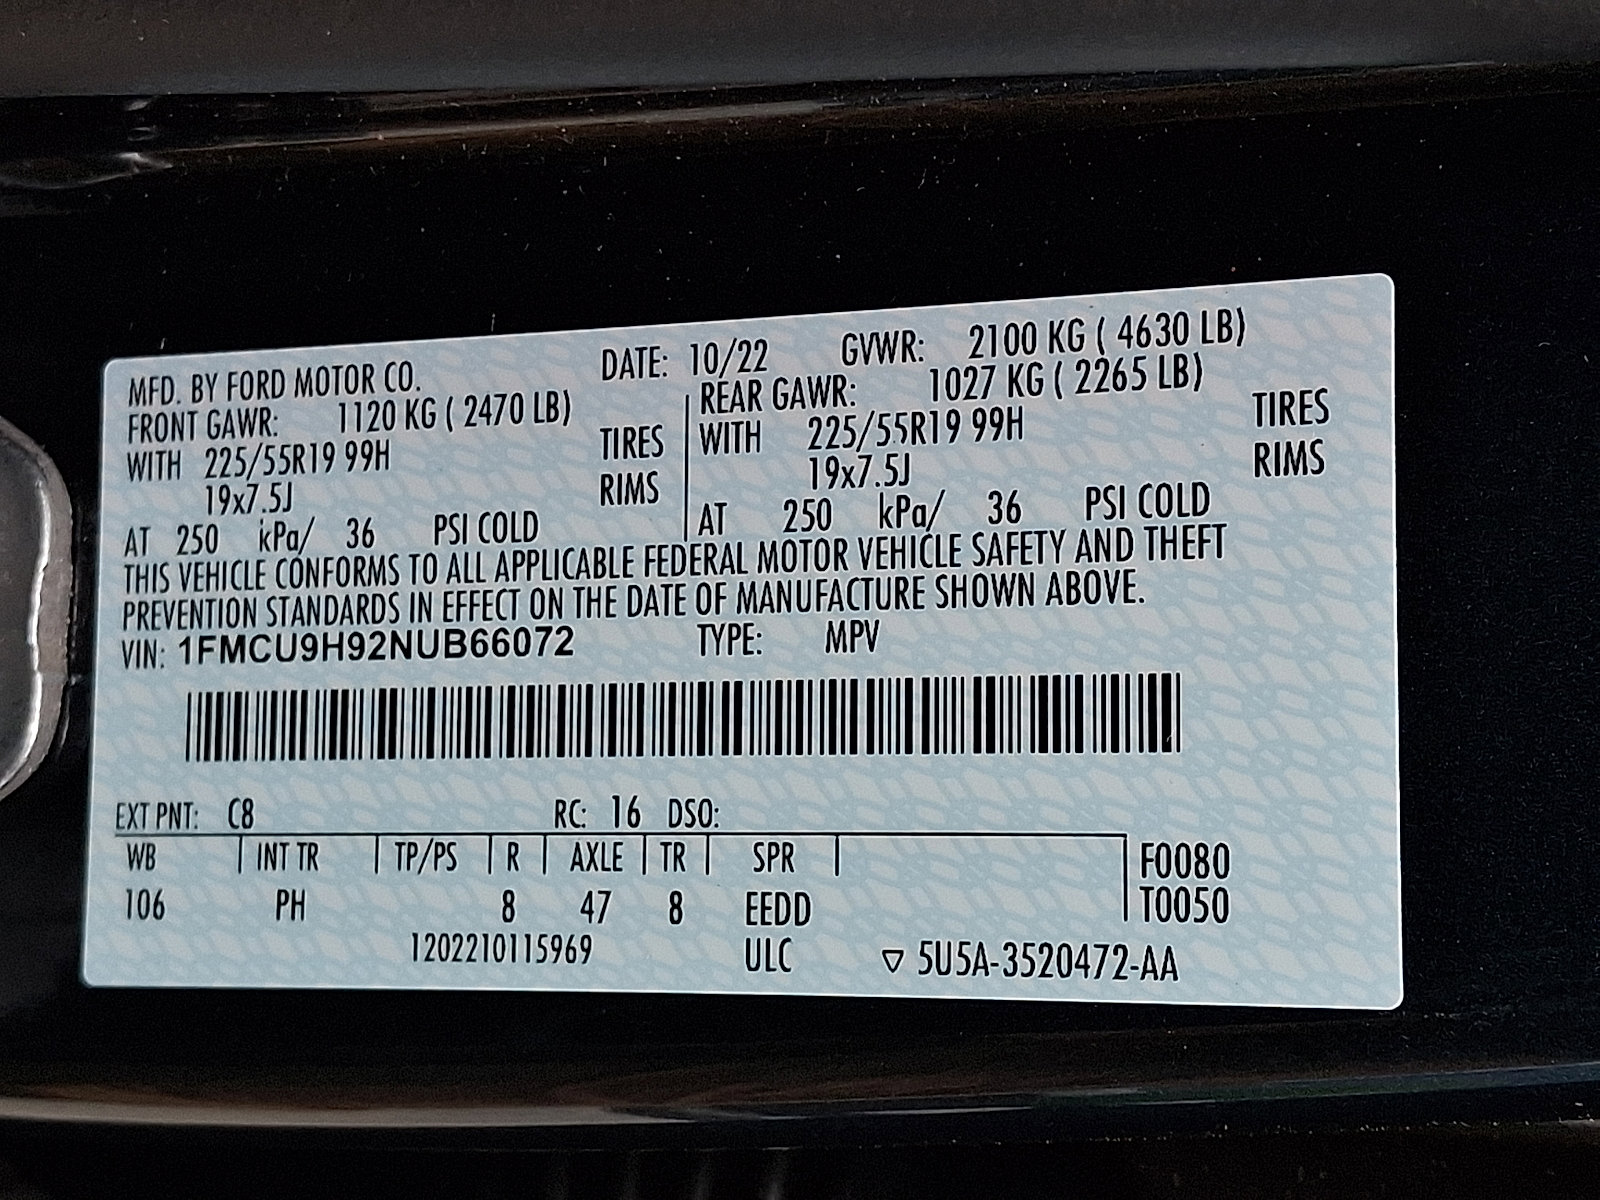 MFD. BY FORD MOTOR CO. DATE: 10/22 GVWR: 2100 KG ( 4630 LB)
FRONT GAWR: 1120 KG ( 2470 LB) REAR GAWR: 1027 KG ( 2265 LB)
WITH 225/55R19 99H TIRES WITH 225/55R19 99H TIRES
19x7.5J RIMS 19x7.5J RIMS
AT 250 kPa/ 36 PSI COLD AT 250 kPa/ 36 PSI COLD
THIS VEHICLE CONFORMS TO ALL APPLICABLE FEDERAL MOTOR VEHICLE SAFETY AND THEFT
PREVENTION STANDARDS IN EFFECT ON THE DATE OF MANUFACTURE SHOWN ABOVE.
VIN: 1FMCU9H92NUB66072 TYPE: MPV
EXT PNT: C8 RC: 16 DSO:
WB INT TR TP/PS R AXLE TR SPR F0080
106 PH 8 47 8 EEDD T0050
1202210115969 ULC ▽ 5U5A-3520472-AA